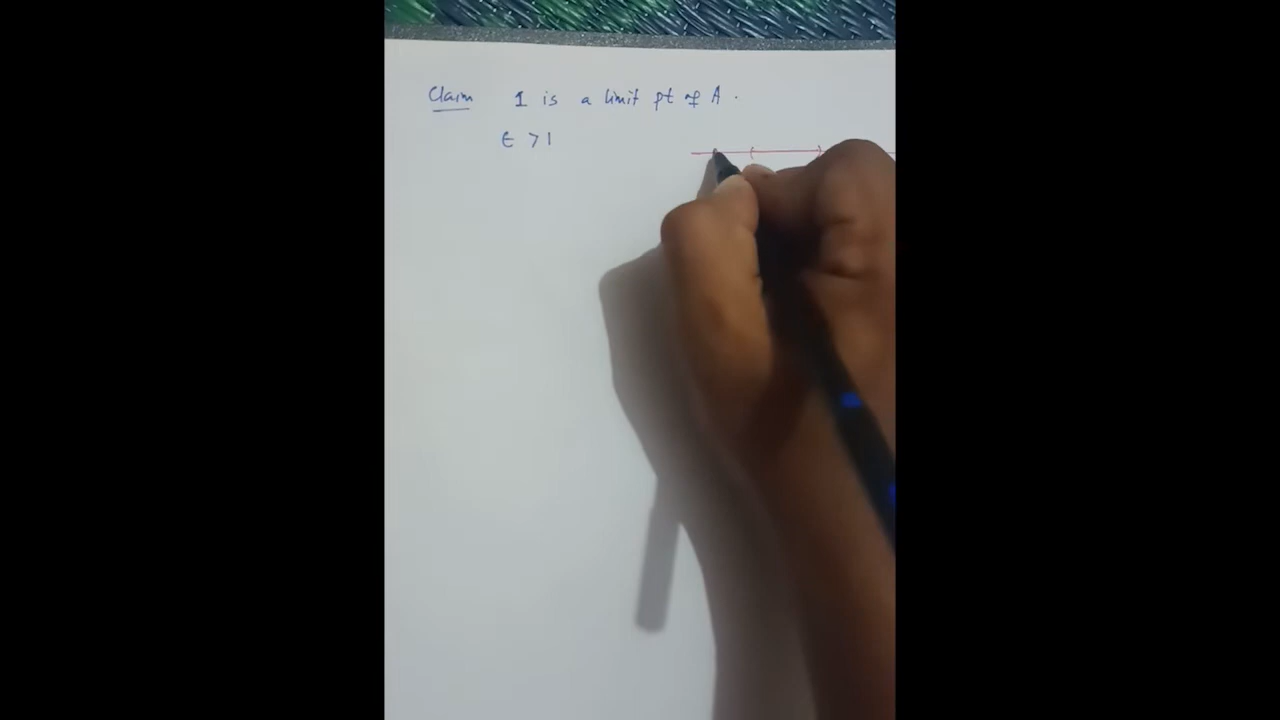 Claim 1 is a limit pt of A.
ϵ > 1